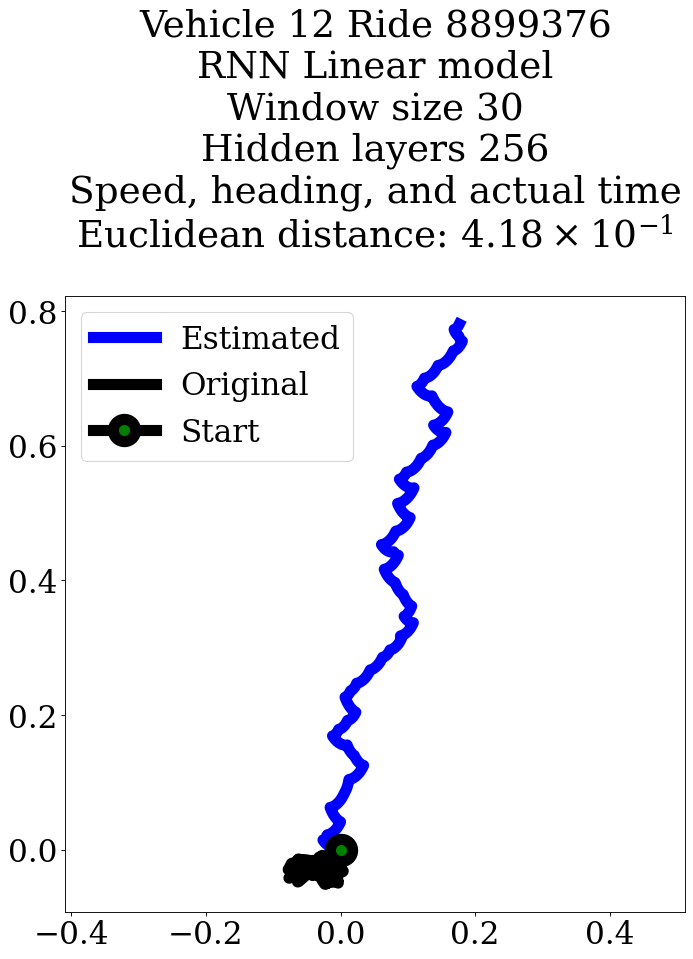 Vehicle 12 Ride 8899376
RNN Linear model
Window size 30
Hidden layers 256
Speed, heading, and actual time
Euclidean distance: 4.18 × 10⁻¹
Estimated
Original
Start
0.8
0.6
0.4
0.2
0.0
−0.4
−0.2
0.0
0.2
0.4